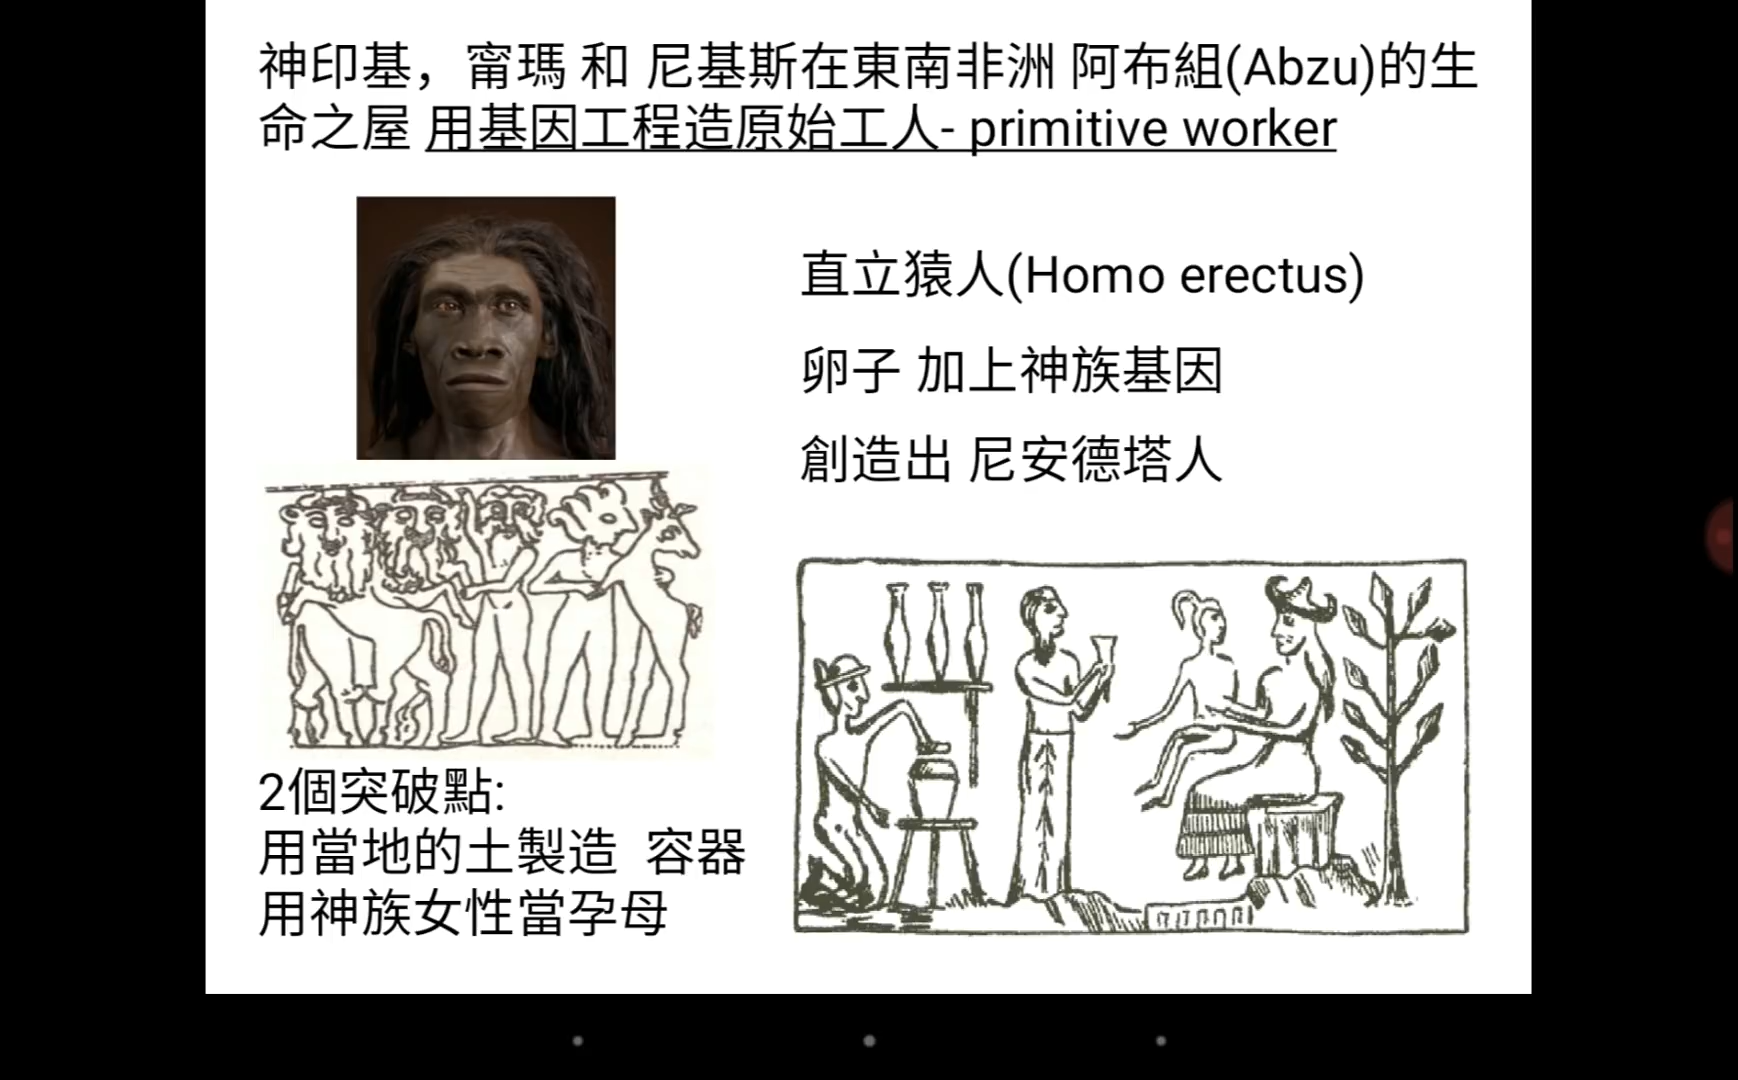 神印基，甯瑪 和 尼基斯在東南非洲 阿布組(Abzu)的生
命之屋 用基因工程造原始工人- primitive worker
直立猿人(Homo erectus)
卵子 加上神族基因
創造出 尼安德塔人
2個突破點:
用當地的土製造 容器
用神族女性當孕母